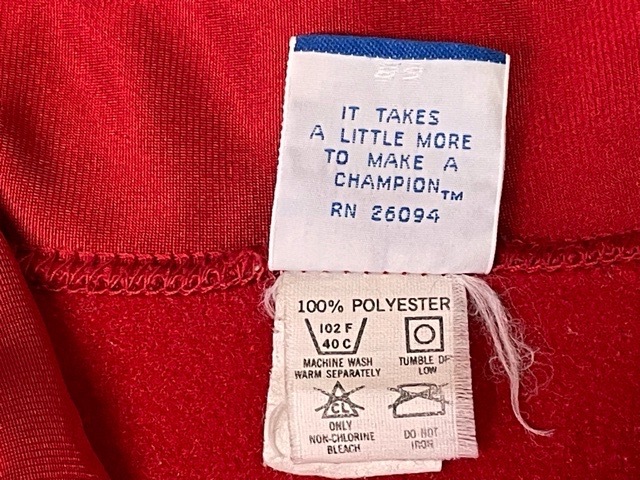 IT TAKES
A LITTLE MORE
TO MAKE A
CHAMPION™
RN 26094
100% POLYESTER
102 F
40 C
MACHINE WASH
WARM SEPARATELY
TUMBLE DR
LOW
CL
ONLY
NON-CHLORINE
BLEACH
DO NOT
IRON